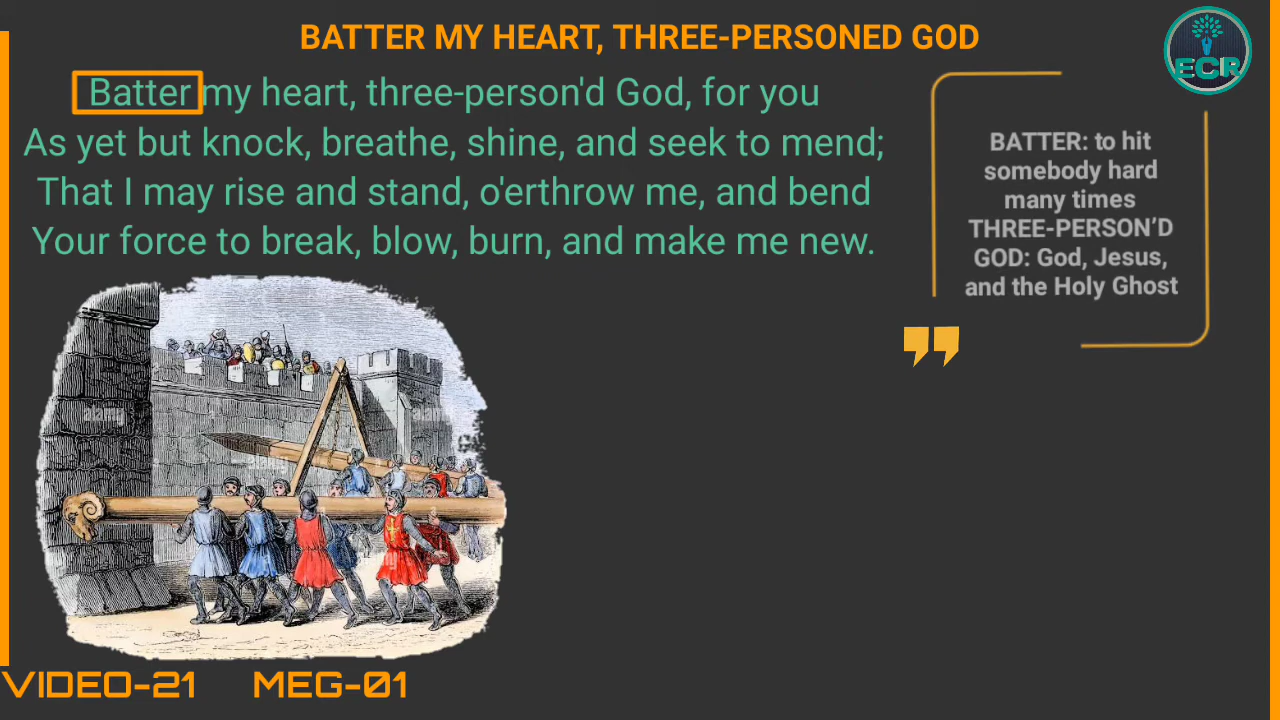 BATTER MY HEART, THREE-PERSONED GOD
ECR
Batter my heart, three-person'd God, for you
As yet but knock, breathe, shine, and seek to mend;
That I may rise and stand, o'erthrow me, and bend
Your force to break, blow, burn, and make me new.
BATTER: to hit
somebody hard
many times
THREE-PERSON’D
GOD: God, Jesus,
and the Holy Ghost
alamy
alamy
alamy
VIDEO-21 MEG-01